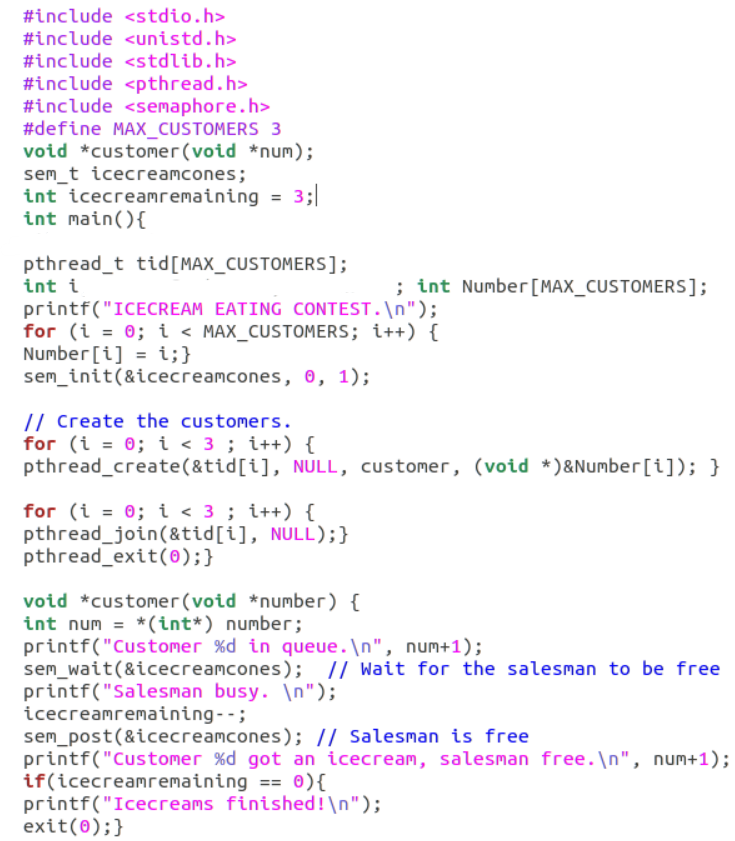 #include <stdio.h>
#include <unistd.h>
#include <stdlib.h>
#include <pthread.h>
#include <semaphore.h>
#define MAX_CUSTOMERS 3
void *customer(void *num);
sem_t icecreamcones;
int icecreamremaining = 3;
int main(){
pthread_t tid[MAX_CUSTOMERS];
int i ; int Number[MAX_CUSTOMERS];
printf("ICECREAM EATING CONTEST.\n");
for (i = 0; i < MAX_CUSTOMERS; i++) {
Number[i] = i;}
sem_init(&icecreamcones, 0, 1);
// Create the customers.
for (i = 0; i < 3 ; i++) {
pthread_create(&tid[i], NULL, customer, (void *)&Number[i]); }
for (i = 0; i < 3 ; i++) {
pthread_join(&tid[i], NULL);}
pthread_exit(0);}
void *customer(void *number) {
int num = *(int*) number;
printf("Customer %d in queue.\n", num+1);
sem_wait(&icecreamcones);  // Wait for the salesman to be free
printf("Salesman busy. \n");
icecreamremaining--;
sem_post(&icecreamcones); // Salesman is free
printf("Customer %d got an icecream, salesman free.\n", num+1);
if(icecreamremaining == 0){
printf("Icecreams finished!\n");
exit(0);}